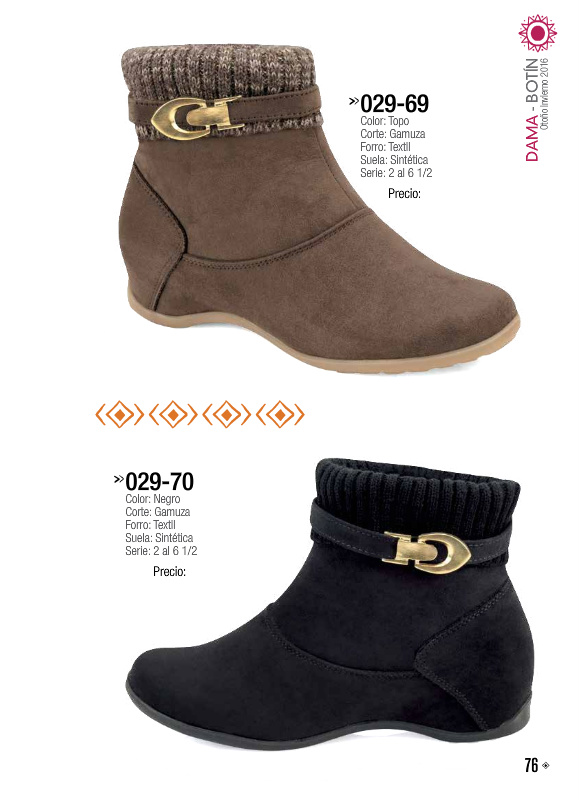 DAMA - BOTÍN
Otoño Invierno 2016
029-69
Color: Topo
Corte: Gamuza
Forro: Textil
Suela: Sintética
Serie: 2 al 6 1/2
Precio:
029-70
Color: Negro
Corte: Gamuza
Forro: Textil
Suela: Sintética
Serie: 2 al 6 1/2
Precio:
76